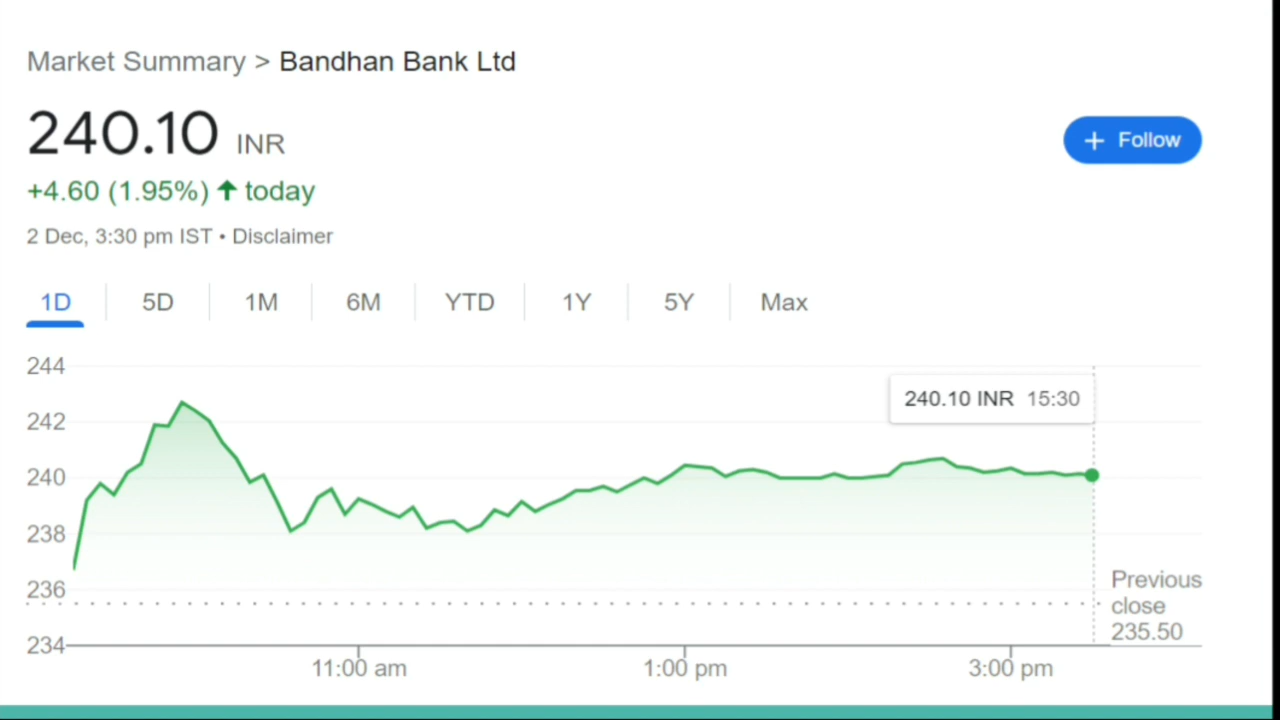 Market Summary > Bandhan Bank Ltd
240.10 INR
+ Follow
+4.60 (1.95%) ↑ today
2 Dec, 3:30 pm IST • Disclaimer
1D 5D 1M 6M YTD 1Y 5Y Max
244
240.10 INR 15:30
242
240
238
236
Previous
close
235.50
234
11:00 am 1:00 pm 3:00 pm